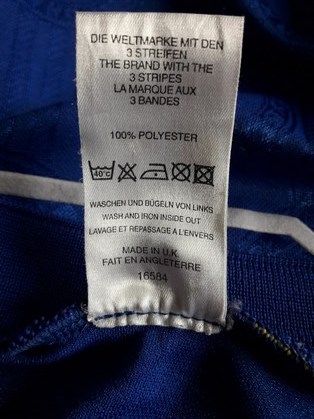 DIE WELTMARKE MIT DEN
3 STREIFEN
THE BRAND WITH THE
3 STRIPES
LA MARQUE AUX
3 BANDES
100% POLYESTER
40°C
WASCHEN UND BÜGELN VON LINKS
WASH AND IRON INSIDE OUT
LAVAGE ET REPASSAGE A L'ENVERS
MADE IN U.K
FAIT EN ANGLETERRE
16584